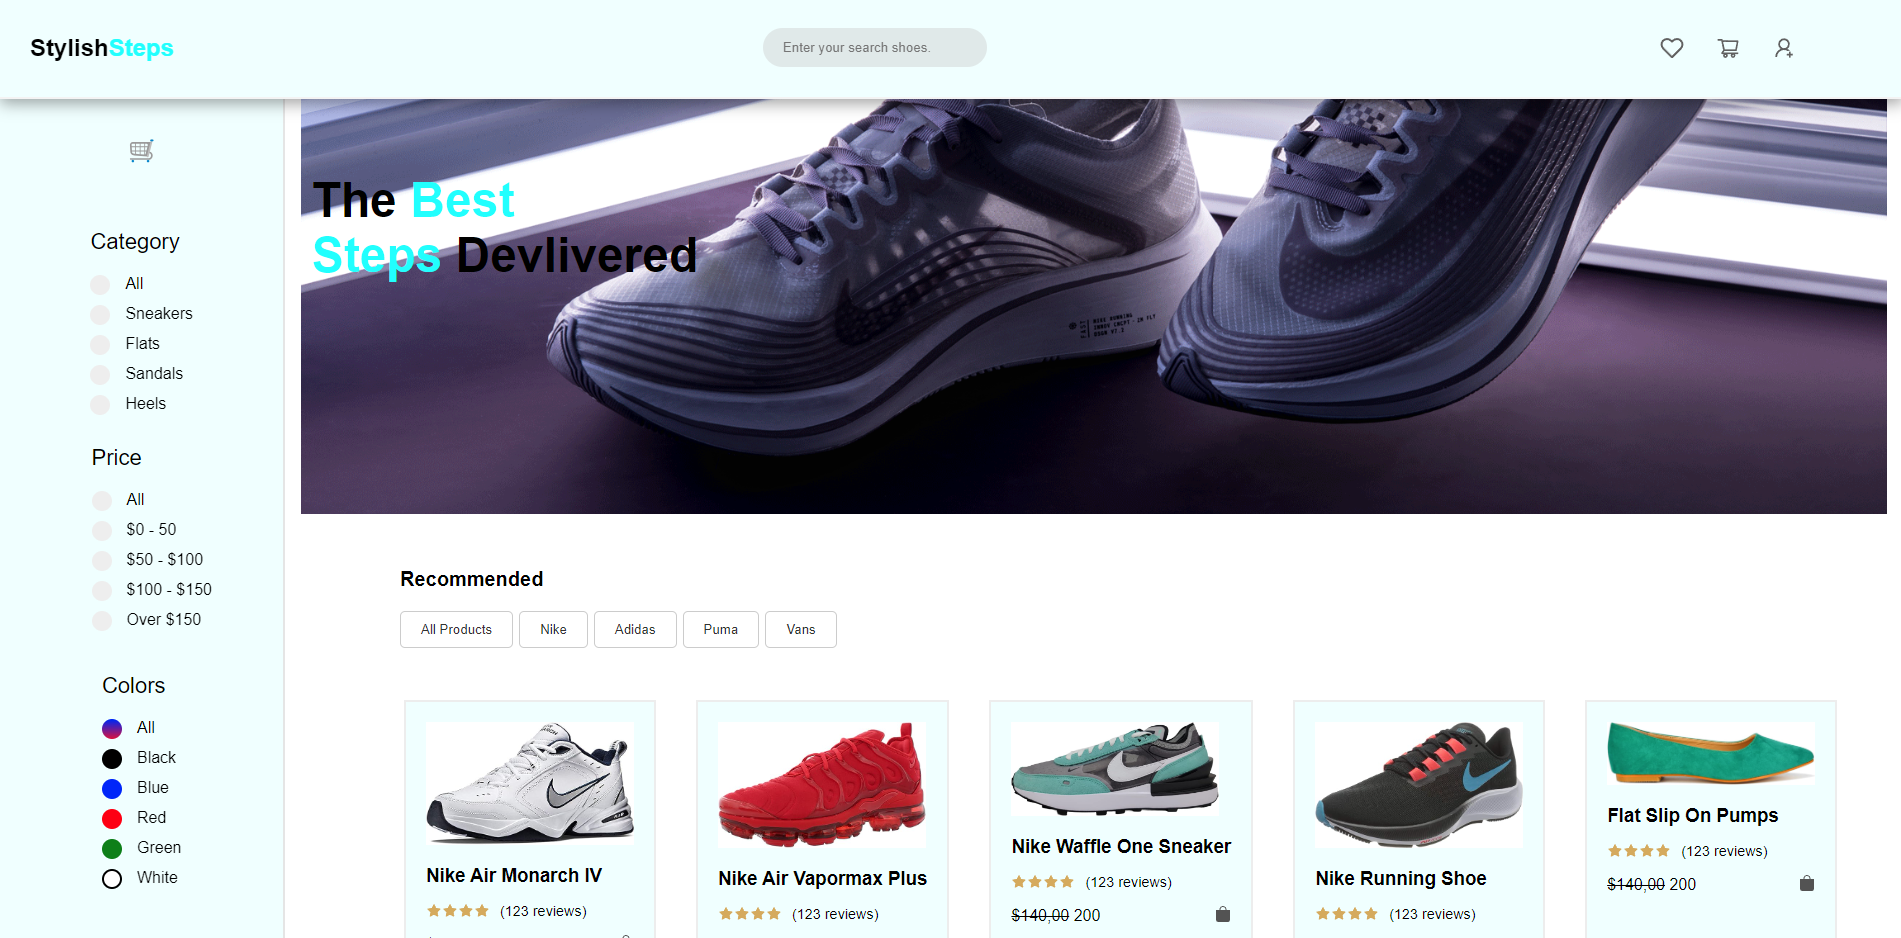 StylishSteps
Enter your search shoes.
Category
All
Sneakers
Flats
Sandals
Heels
Price
All
$0 - 50
$50 - $100
$100 - $150
Over $150
Colors
All
Black
Blue
Red
Green
White
The Best
Steps Devlivered
NIKE RUNNING
Recommended
All Products
Nike
Adidas
Puma
Vans
Nike Air Monarch IV
(123 reviews)
Nike Air Vapormax Plus
(123 reviews)
Nike Waffle One Sneaker
(123 reviews)
$140,00 200
Nike Running Shoe
(123 reviews)
Flat Slip On Pumps
(123 reviews)
$140,00 200